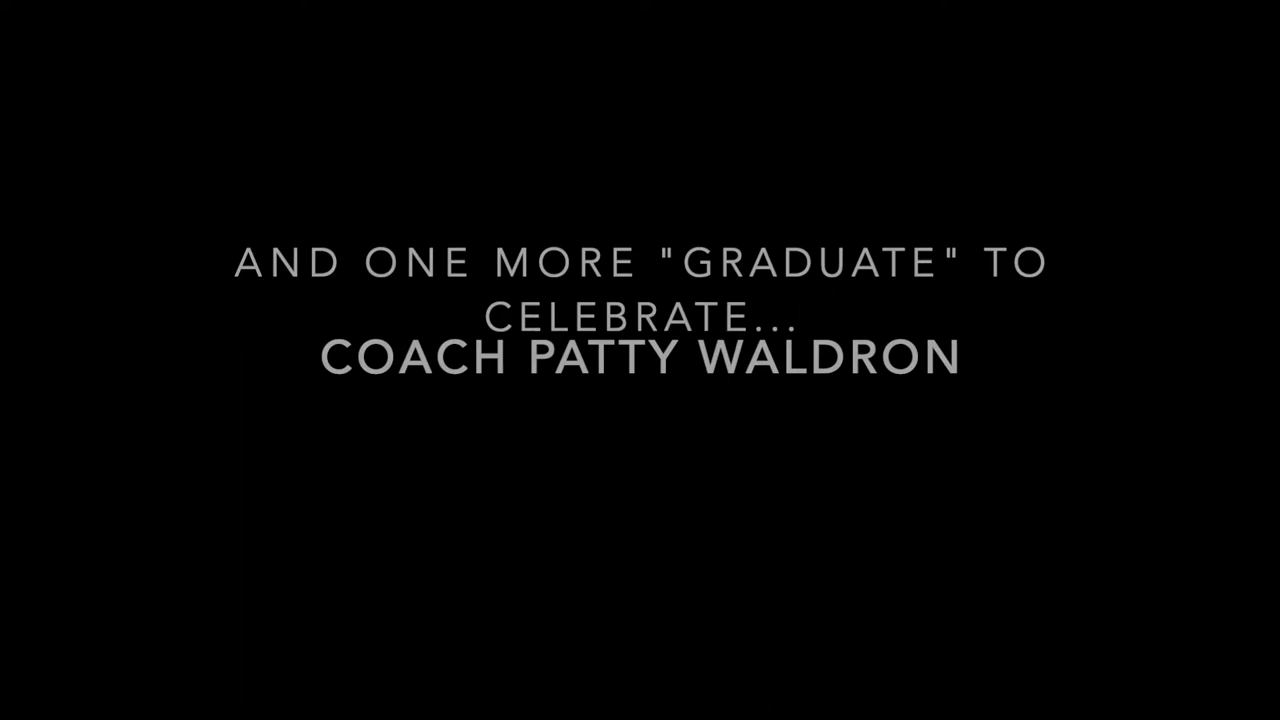 AND ONE MORE "GRADUATE" TO
CELEBRATE...
COACH PATTY WALDRON